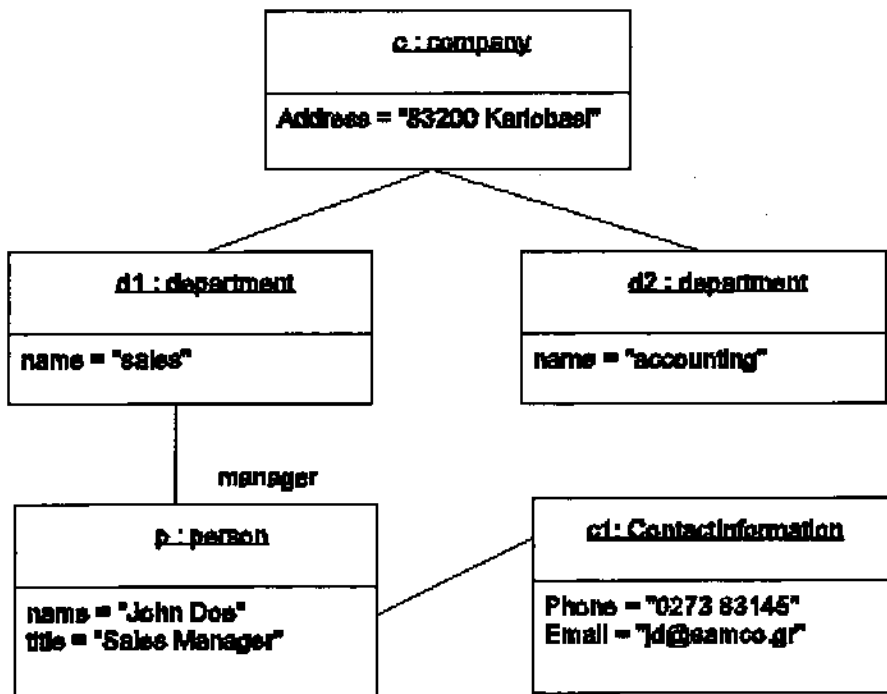 c : company
Address = "83200 Karlobasi"
d1 : department
d2 : department
name = "sales"
name = "accounting"
manager
p : person
c1: ContactInformation
name = "John Doe"
title = "Sales Manager"
Phone = "0273 83145"
Email = "jd@samco.gr"